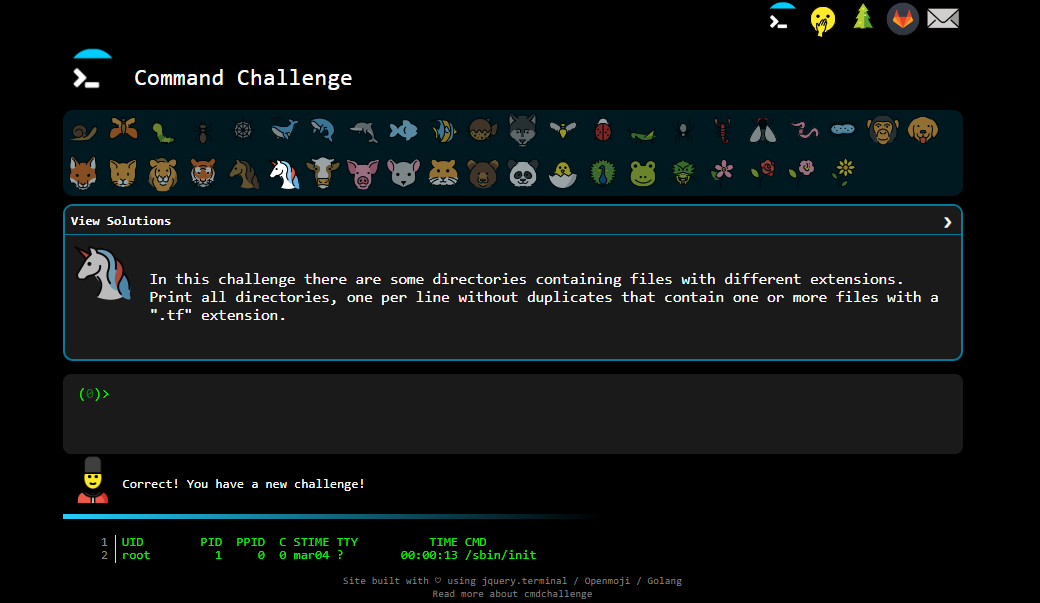 Command Challenge
View Solutions
In this challenge there are some directories containing files with different extensions.
Print all directories, one per line without duplicates that contain one or more files with a
".tf" extension.
(0)>
Correct! You have a new challenge!
1 UID PID PPID C STIME TTY TIME CMD
2 root 1 0 0 mar04 ? 00:00:13 /sbin/init
Site built with ♡ using jquery.terminal / Openmoji / Golang
Read more about cmdchallenge